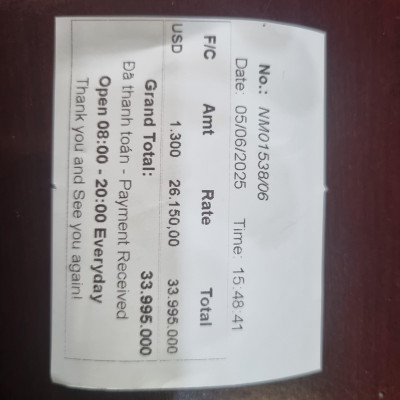 No.: NM01538/06
Date: 05/06/2025 Time: 15:48:41
F/C Amt Rate Total
USD 1.300 26.150,00 33.995.000
Grand Total: 33.995.000
Đã thanh toán - Payment Received
Open 08:00 - 20:00 Everyday
Thank you and See you again!